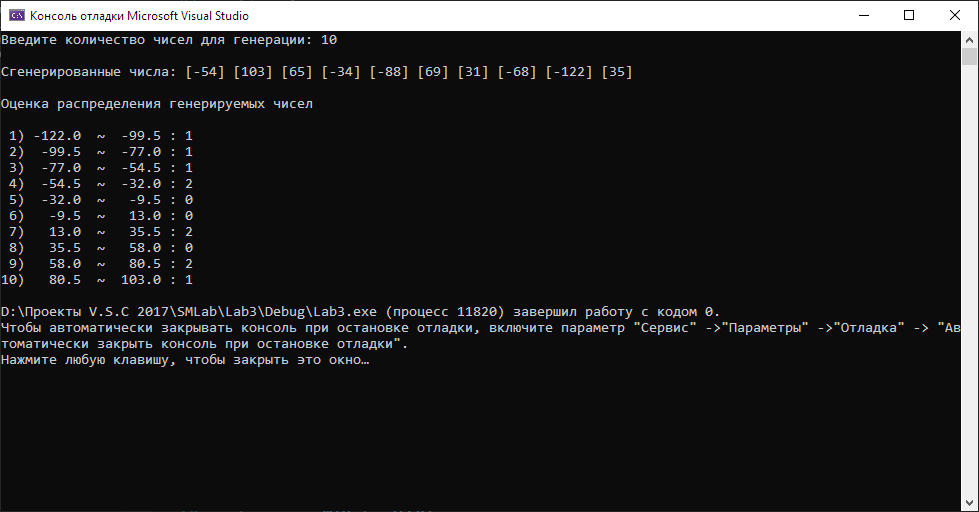 Консоль отладки Microsoft Visual Studio
Введите количество чисел для генерации: 10
Сгенерированные числа: [-54] [103] [65] [-34] [-88] [69] [31] [-68] [-122] [35]
Оценка распределения генерируемых чисел
1) -122.0 ~ -99.5 : 1
2) -99.5 ~ -77.0 : 1
3) -77.0 ~ -54.5 : 1
4) -54.5 ~ -32.0 : 2
5) -32.0 ~ -9.5 : 0
6) -9.5 ~ 13.0 : 0
7) 13.0 ~ 35.5 : 2
8) 35.5 ~ 58.0 : 0
9) 58.0 ~ 80.5 : 2
10) 80.5 ~ 103.0 : 1
D:\Проекты V.S.C 2017\SMLab\Lab3\Debug\Lab3.exe (процесс 11820) завершил работу с кодом 0.
Чтобы автоматически закрывать консоль при остановке отладки, включите параметр "Сервис" ->"Параметры" ->"Отладка" -> "Ав
томатически закрыть консоль при остановке отладки".
Нажмите любую клавишу, чтобы закрыть это окно…